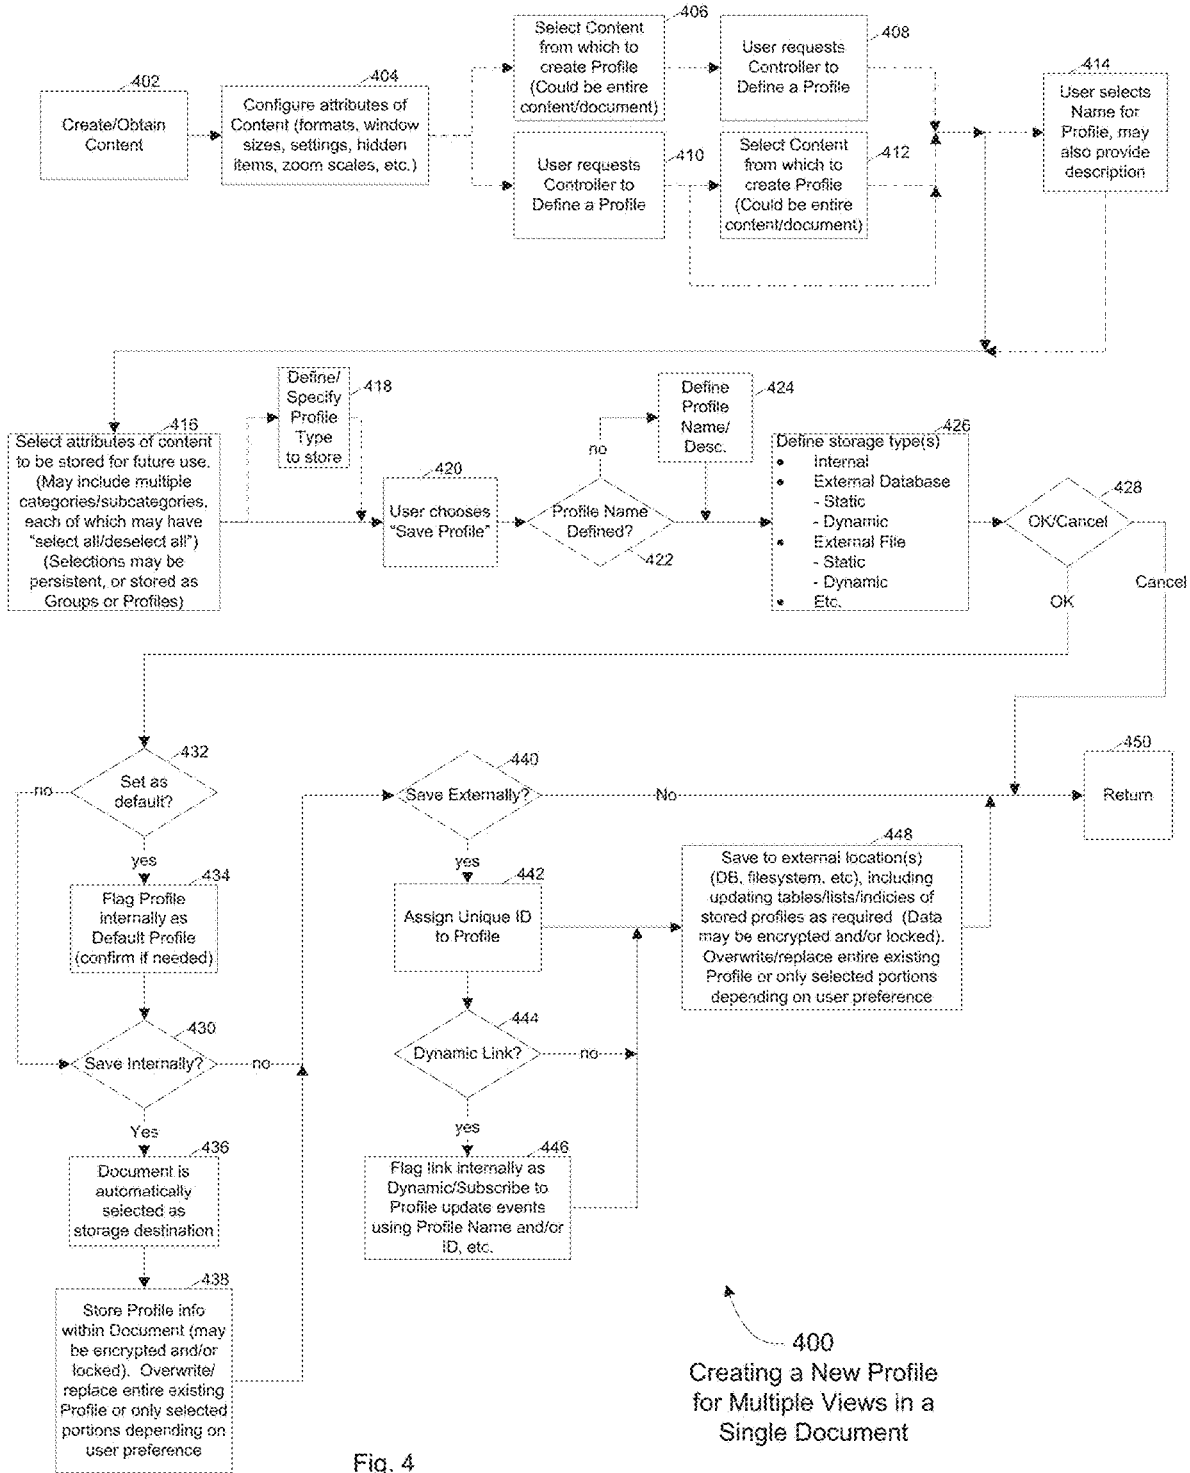 402
Create/Obtain
Content
404
Configure attributes of
Content (formats, window
sizes, settings, hidden
items, zoom scales, etc.)
406
Select Content
from which to
create Profile
(Could be entire
content/document)
408
User requests
Controller to
Define a Profile
410
User requests
Controller to
Define a Profile
412
Select Content
from which to
create Profile
(Could be entire
content/document)
414
User selects
Name for
Profile, may
also provide
description
416
Select attributes of content
to be stored for future use.
(May include multiple
categories/subcategories,
each of which may have
"select all/deselect all")
(Selections may be
persistent, or stored as
Groups or Profiles)
418
Define/
Specify
Profile
Type
to store
420
User chooses
"Save Profile"
Profile Name
Defined?
422
no
424
Define
Profile
Name/
Desc.
426
Define storage type(s)
• Internal
• External Database
- Static
- Dynamic
• External File
- Static
- Dynamic
• Etc.
428
OK/Cancel
OK
Cancel
432
Set as
default?
no
yes
434
Flag Profile
internally as
Default Profile
(confirm if needed)
430
Save Internally?
no
Yes
436
Document is
automatically
selected as
storage destination
438
Store Profile info
within Document (may
be encrypted and/or
locked). Overwrite/
replace entire existing
Profile or only selected
portions depending on
user preference
440
Save Externally?
No
yes
442
Assign Unique ID
to Profile
444
Dynamic Link?
no
yes
446
Flag link internally as
Dynamic/Subscribe to
Profile update events
using Profile Name and/or
ID, etc.
448
Save to external location(s)
(DB, filesystem, etc), including
updating tables/lists/indicies of
stored profiles as required (Data
may be encrypted and/or locked).
Overwrite/replace entire existing
Profile or only selected portions
depending on user preference
450
Return
400
Creating a New Profile
for Multiple Views in a
Single Document
Fig. 4